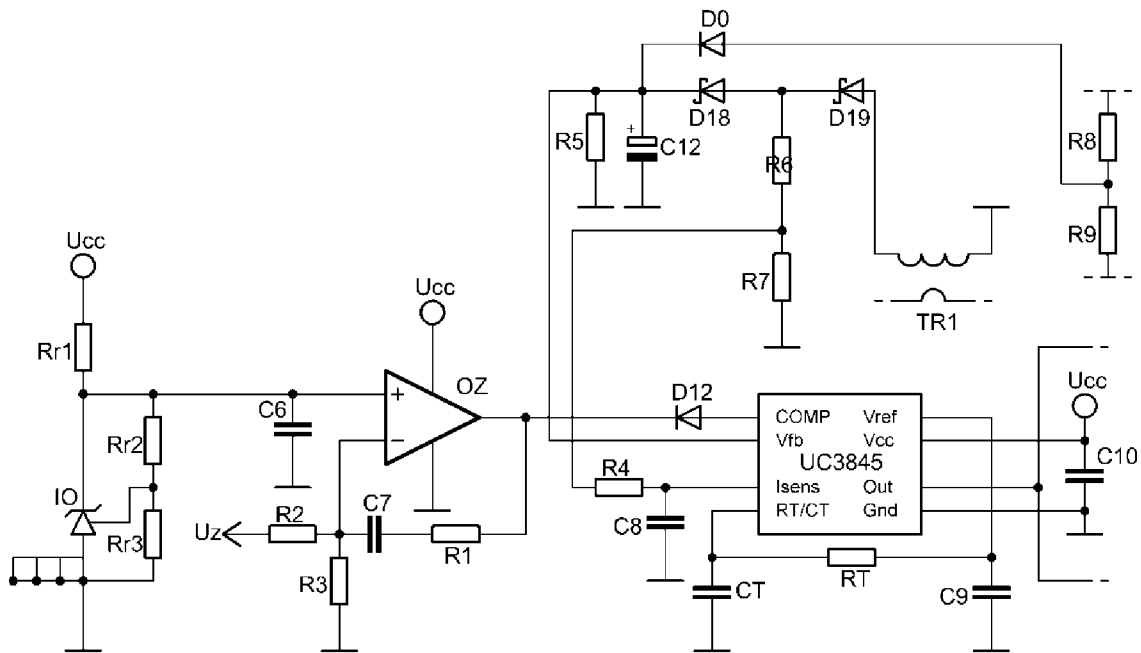 D0
D18
D19
R5
+
C12
R6
R8
R9
R7
TR1
Ucc
Ucc
Rr1
OZ
D12
Ucc
C6
+
−
COMP
Vref
Vfb
Vcc
UC3845
Isens
Out
RT/CT
Gnd
C10
Rr2
IO
Rr3
R4
C8
C7
Uz
R2
R1
R3
RT
CT
C9